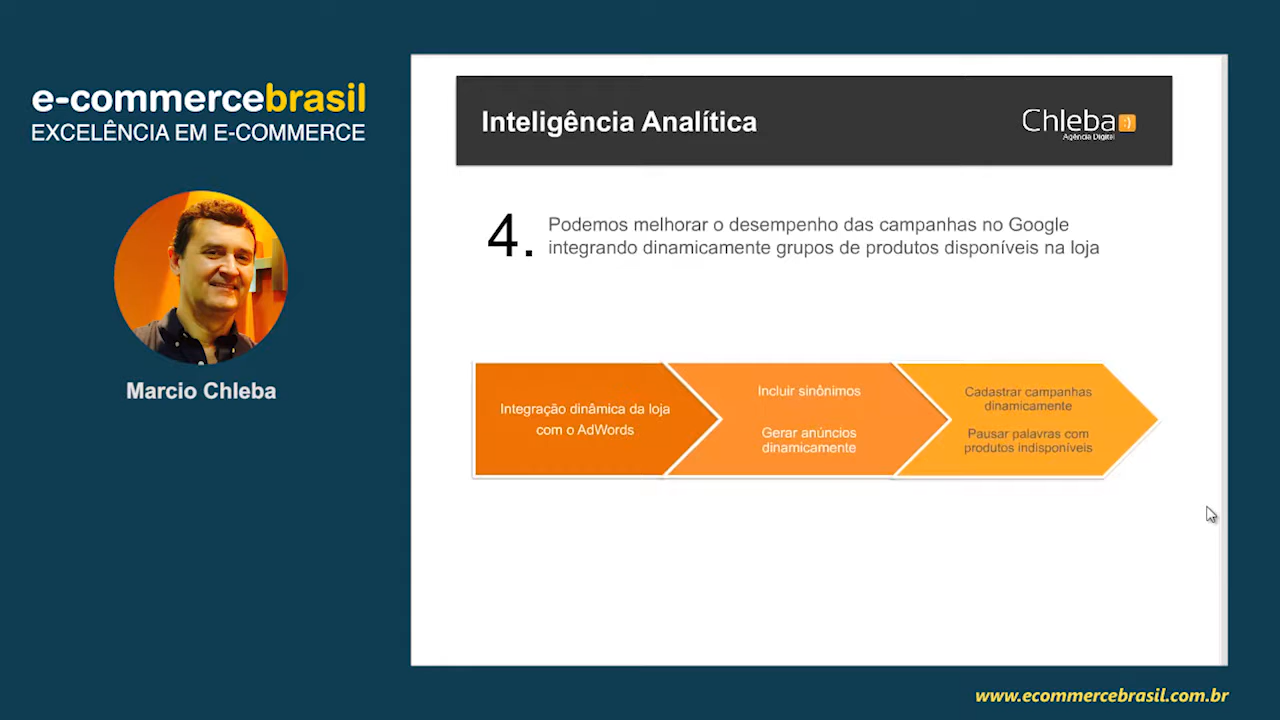 e-commercebrasil
EXCELÊNCIA EM E-COMMERCE
Marcio Chleba
Inteligência Analítica
Chleba :)
Agência Digital
4. Podemos melhorar o desempenho das campanhas no Google
integrando dinamicamente grupos de produtos disponíveis na loja
Integração dinâmica da loja
com o AdWords
Incluir sinônimos
Gerar anúncios
dinamicamente
Cadastrar campanhas
dinamicamente
Pausar palavras com
produtos indisponíveis
www.ecommercebrasil.com.br